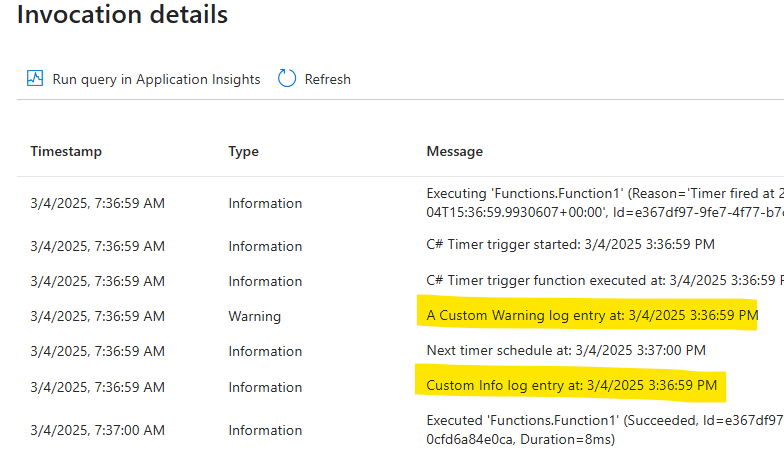 Invocation details
Run query in Application Insights Refresh
Timestamp Type Message
3/4/2025, 7:36:59 AM Information Executing 'Functions.Function1' (Reason='Timer fired at 2
04T15:36:59.9930607+00:00', Id=e367df97-9fe7-4f77-b7
3/4/2025, 7:36:59 AM Information C# Timer trigger started: 3/4/2025 3:36:59 PM
3/4/2025, 7:36:59 AM Information C# Timer trigger function executed at: 3/4/2025 3:36:59 P
3/4/2025, 7:36:59 AM Warning A Custom Warning log entry at: 3/4/2025 3:36:59 PM
3/4/2025, 7:36:59 AM Information Next timer schedule at: 3/4/2025 3:37:00 PM
3/4/2025, 7:36:59 AM Information Custom Info log entry at: 3/4/2025 3:36:59 PM
3/4/2025, 7:37:00 AM Information Executed 'Functions.Function1' (Succeeded, Id=e367df97
0cfd6a84e0ca, Duration=8ms)